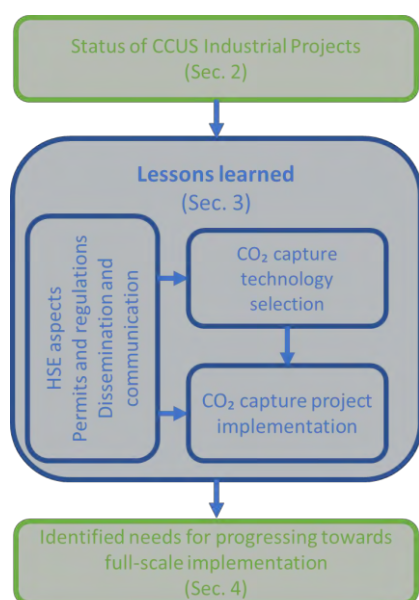 Status of CCUS Industrial Projects
(Sec. 2)
Lessons learned
(Sec. 3)
HSE aspects
Permits and regulations
Dissemination and
communication
CO₂ capture
technology
selection
CO₂ capture project
implementation
Identified needs for progressing towards
full-scale implementation
(Sec. 4)